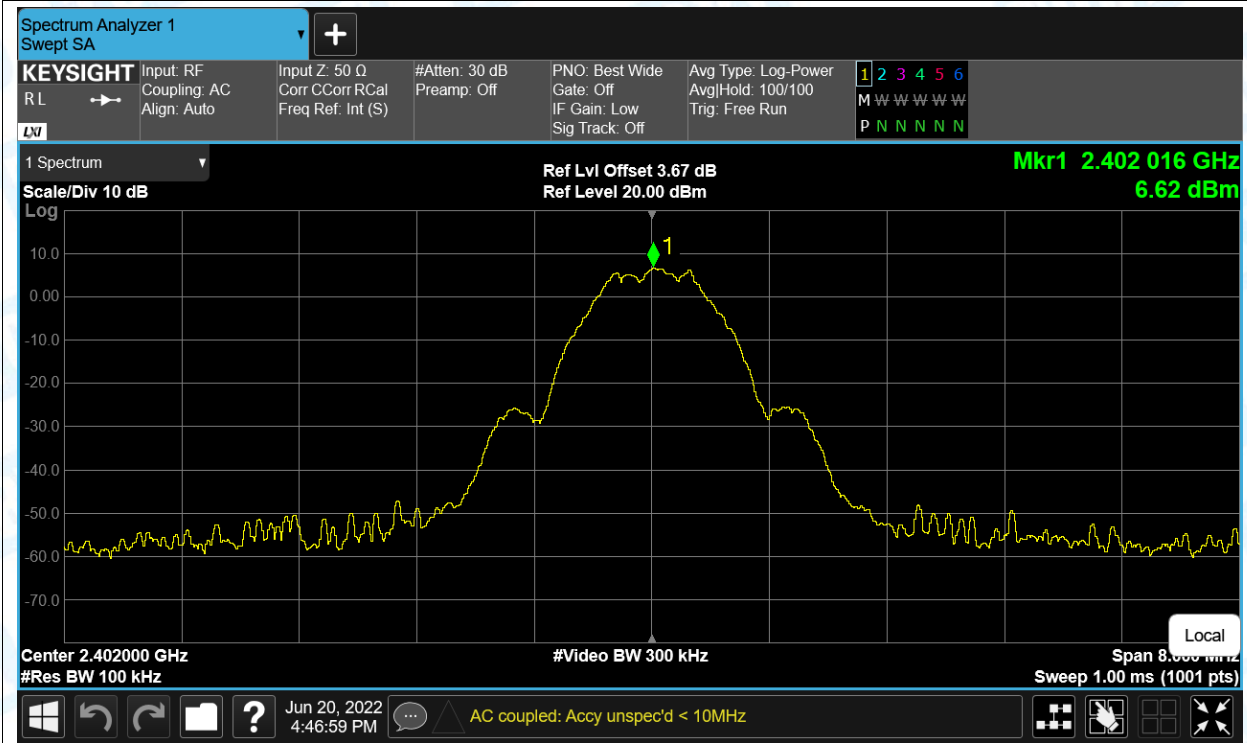 Spectrum Analyzer 1
Swept SA
+
KEYSIGHT
R L
LXI
Input: RF
Coupling: AC
Align: Auto
Input Z: 50 Ω
Corr CCorr RCal
Freq Ref: Int (S)
#Atten: 30 dB
Preamp: Off
PNO: Best Wide
Gate: Off
IF Gain: Low
Sig Track: Off
Avg Type: Log-Power
Avg|Hold: 100/100
Trig: Free Run
1 2 3 4 5 6
M W W W W W
P N N N N N
1 Spectrum
Scale/Div 10 dB
Log
Ref Lvl Offset 3.67 dB
Ref Level 20.00 dBm
Mkr1 2.402 016 GHz
6.62 dBm
1
10.0
0.00
-10.0
-20.0
-30.0
-40.0
-50.0
-60.0
-70.0
Local
Center 2.402000 GHz
#Res BW 100 kHz
#Video BW 300 kHz
Span 8.000 MHz
Sweep 1.00 ms (1001 pts)
?
Jun 20, 2022
4:46:59 PM
AC coupled: Accy unspec'd < 10MHz